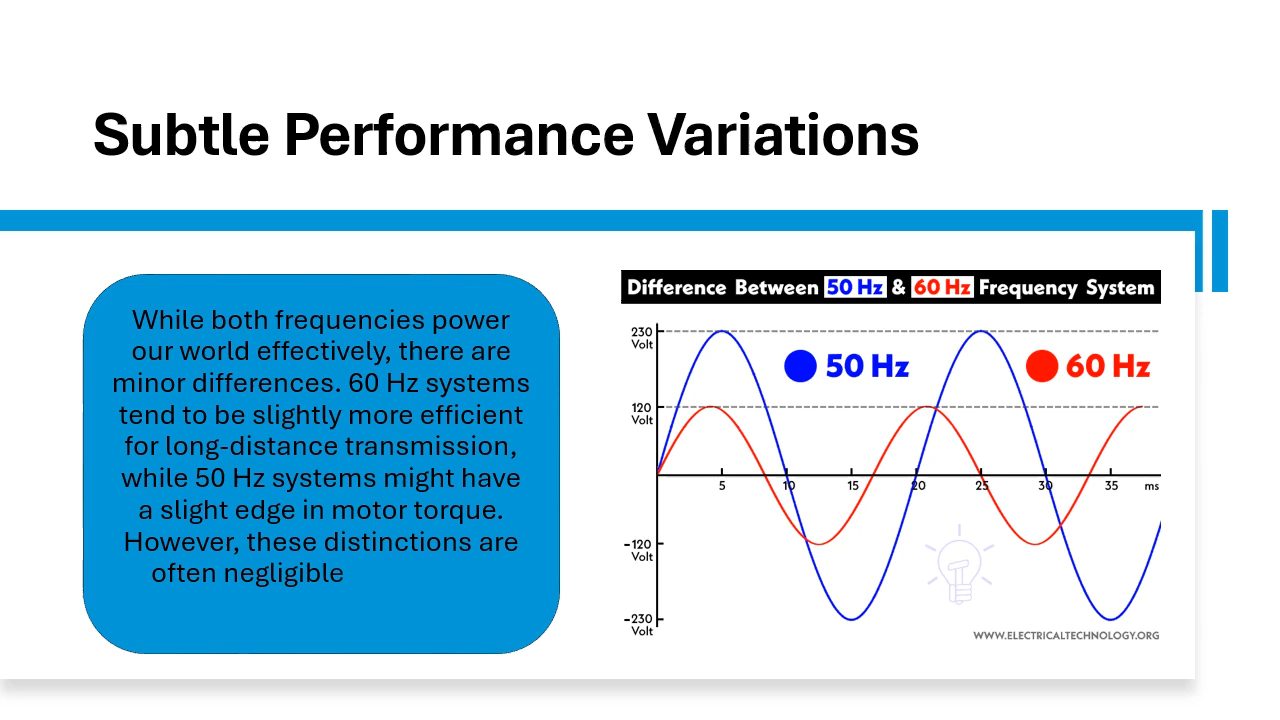 Subtle Performance Variations
While both frequencies power
our world effectively, there are
minor differences. 60 Hz systems
tend to be slightly more efficient
for long-distance transmission,
while 50 Hz systems might have
a slight edge in motor torque.
However, these distinctions are
often negligible
Difference Between 50 Hz & 60 Hz Frequency System
230
Volt
50 Hz
60 Hz
120
Volt
5 10 15 20 25 30 35 ms
-120
Volt
-230
Volt
WWW.ELECTRICALTECHNOLOGY.ORG